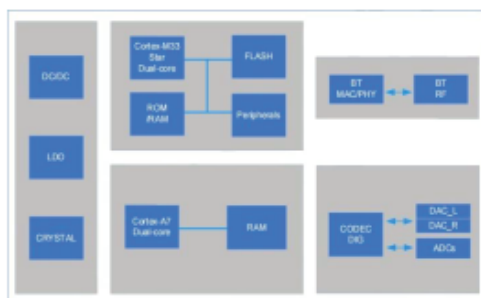 DC/DC
LDO
CRYSTAL
Cortex-M33
Star
Dual-core
FLASH
ROM
/RAM
Peripherals
Cortex-A7
Dual-core
RAM
BT
MAC/PHY
BT
RF
CODEC
DIG
DAC_L
DAC_R
ADCs